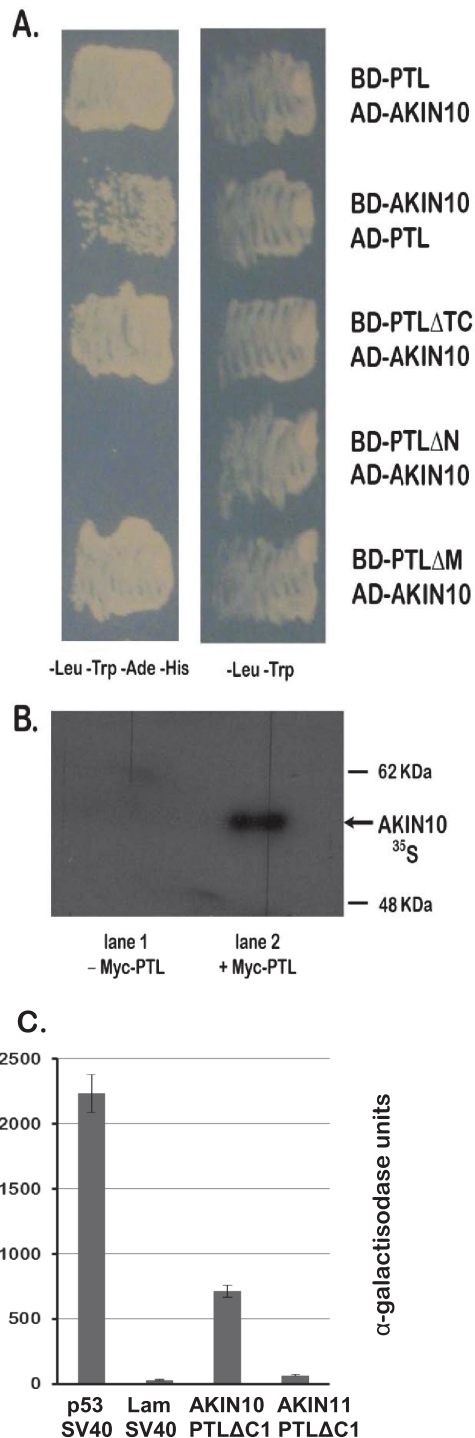 A.
BD-PTL
AD-AKIN10
BD-AKIN10
AD-PTL
BD-PTLΔTC
AD-AKIN10
BD-PTLΔN
AD-AKIN10
BD-PTLΔM
AD-AKIN10
-Leu -Trp -Ade -His
-Leu -Trp
B.
62 KDa
AKIN10
35S
48 KDa
lane 1
– Myc-PTL
lane 2
+ Myc-PTL
C.
2500
2000
1500
1000
500
0
α-galactisodase units
p53
SV40
Lam
SV40
AKIN10
PTLΔC1
AKIN11
PTLΔC1